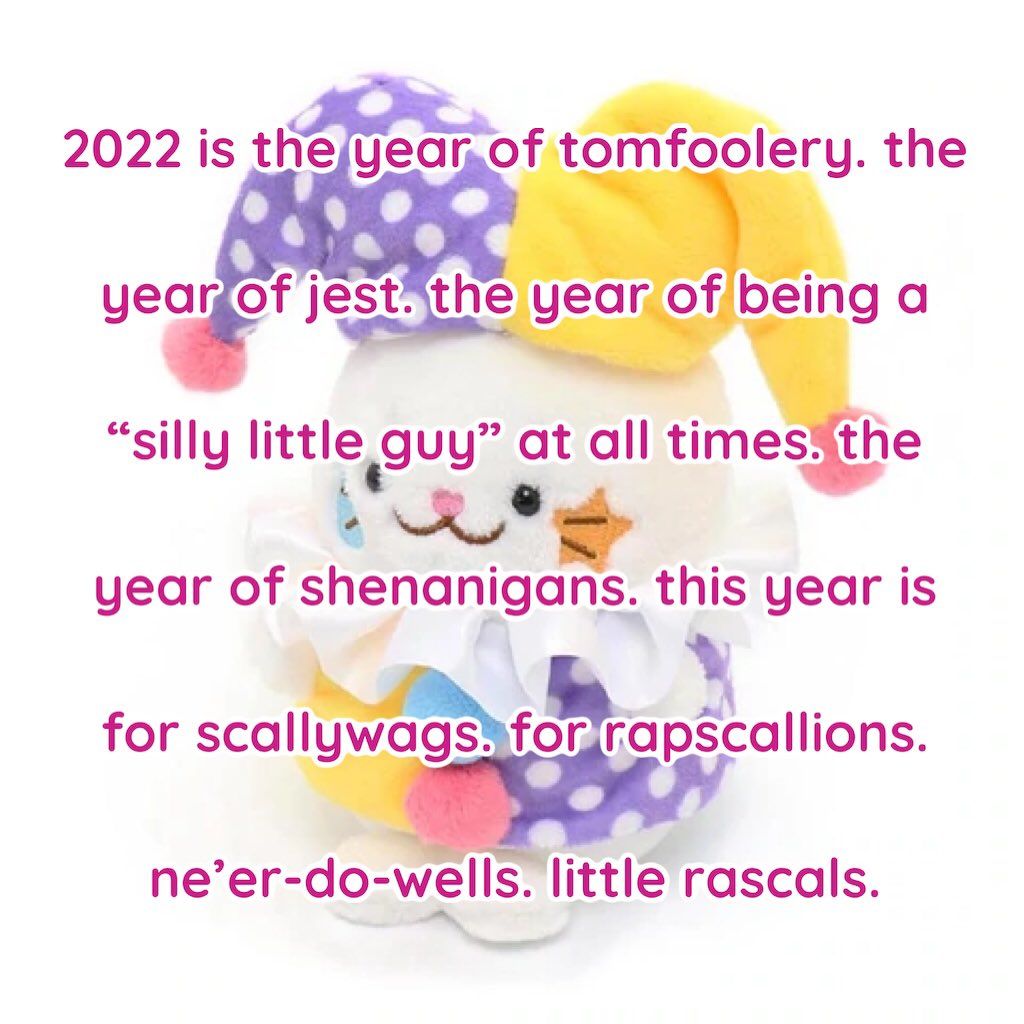 2022 is the year of tomfoolery. the
year of jest. the year of being a
“silly little guy” at all times. the
year of shenanigans. this year is
for scallywags. for rapscallions.
ne’er-do-wells. little rascals.